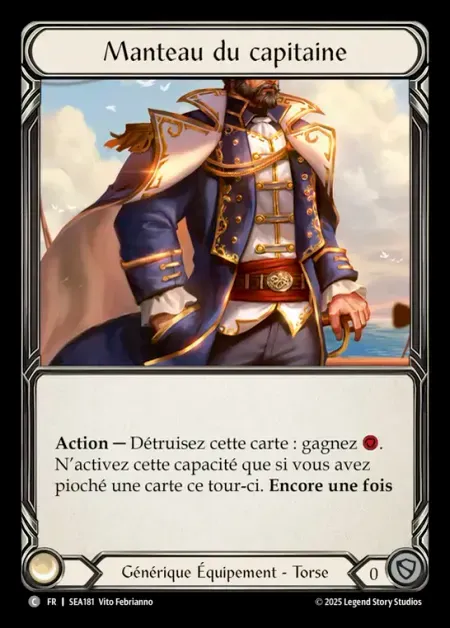 Manteau du capitaine
Action — Détruisez cette carte : gagnez .
N'activez cette capacité que si vous avez
pioché une carte ce tour-ci. Encore une fois
Générique Équipement - Torse
0
C FR | SEA181 Vito Febrianno
© 2025 Legend Story Studios